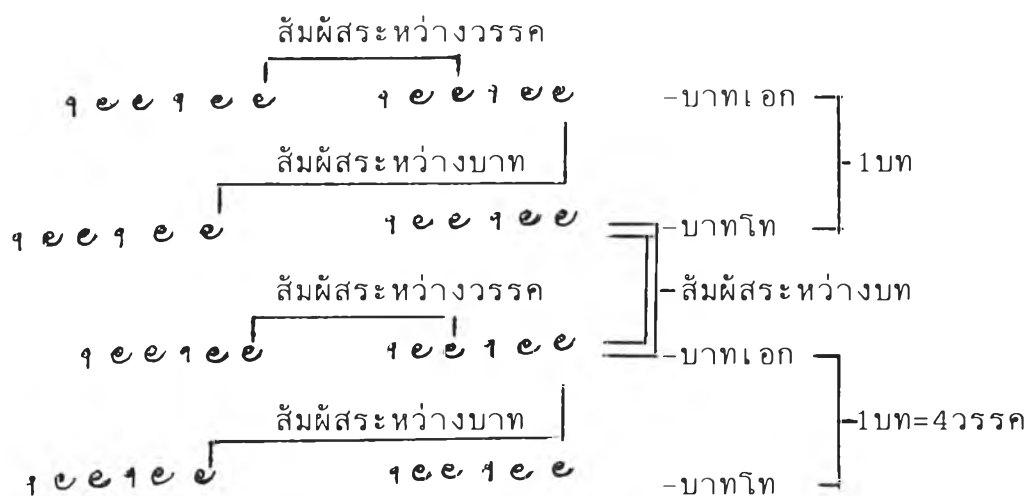 สัมผัสระหว่างวรรค
ุ ั ั ุ ั ั ุ ั ั ุ ั ั -บาทเอก
สัมผัสระหว่างบาท -1บท
ุ ั ั ุ ั ั ุ ั ั ุ ั ั -บาทโท
สัมผัสระหว่างวรรค -สัมผัสระหว่างบท
ุ ั ั ุ ั ั ุ ั ั ุ ั ั -บาทเอก
สัมผัสระหว่างบาท -1บท=4วรรค
ุ ั ั ุ ั ั ุ ั ั ุ ั ั -บาทโท